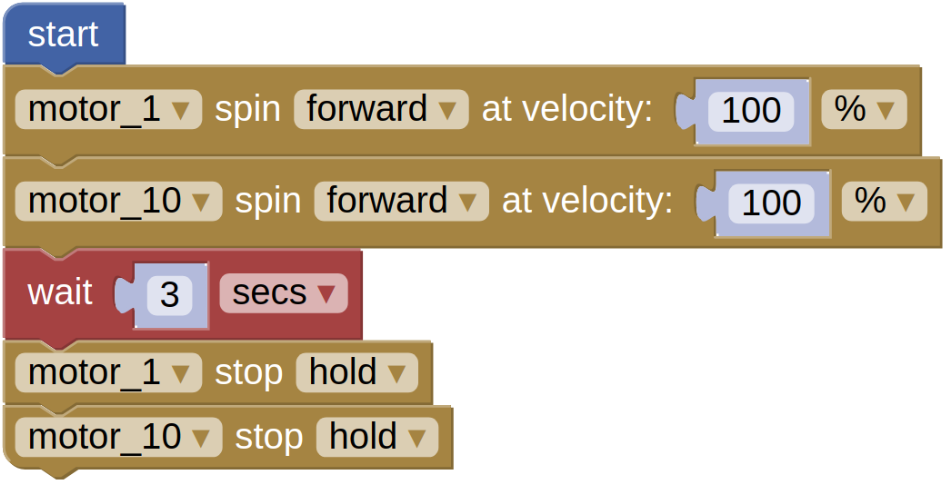 start
motor_1 ▼ spin forward ▼ at velocity: 100 % ▼
motor_10 ▼ spin forward ▼ at velocity: 100 % ▼
wait 3 secs ▼
motor_1 ▼ stop hold ▼
motor_10 ▼ stop hold ▼